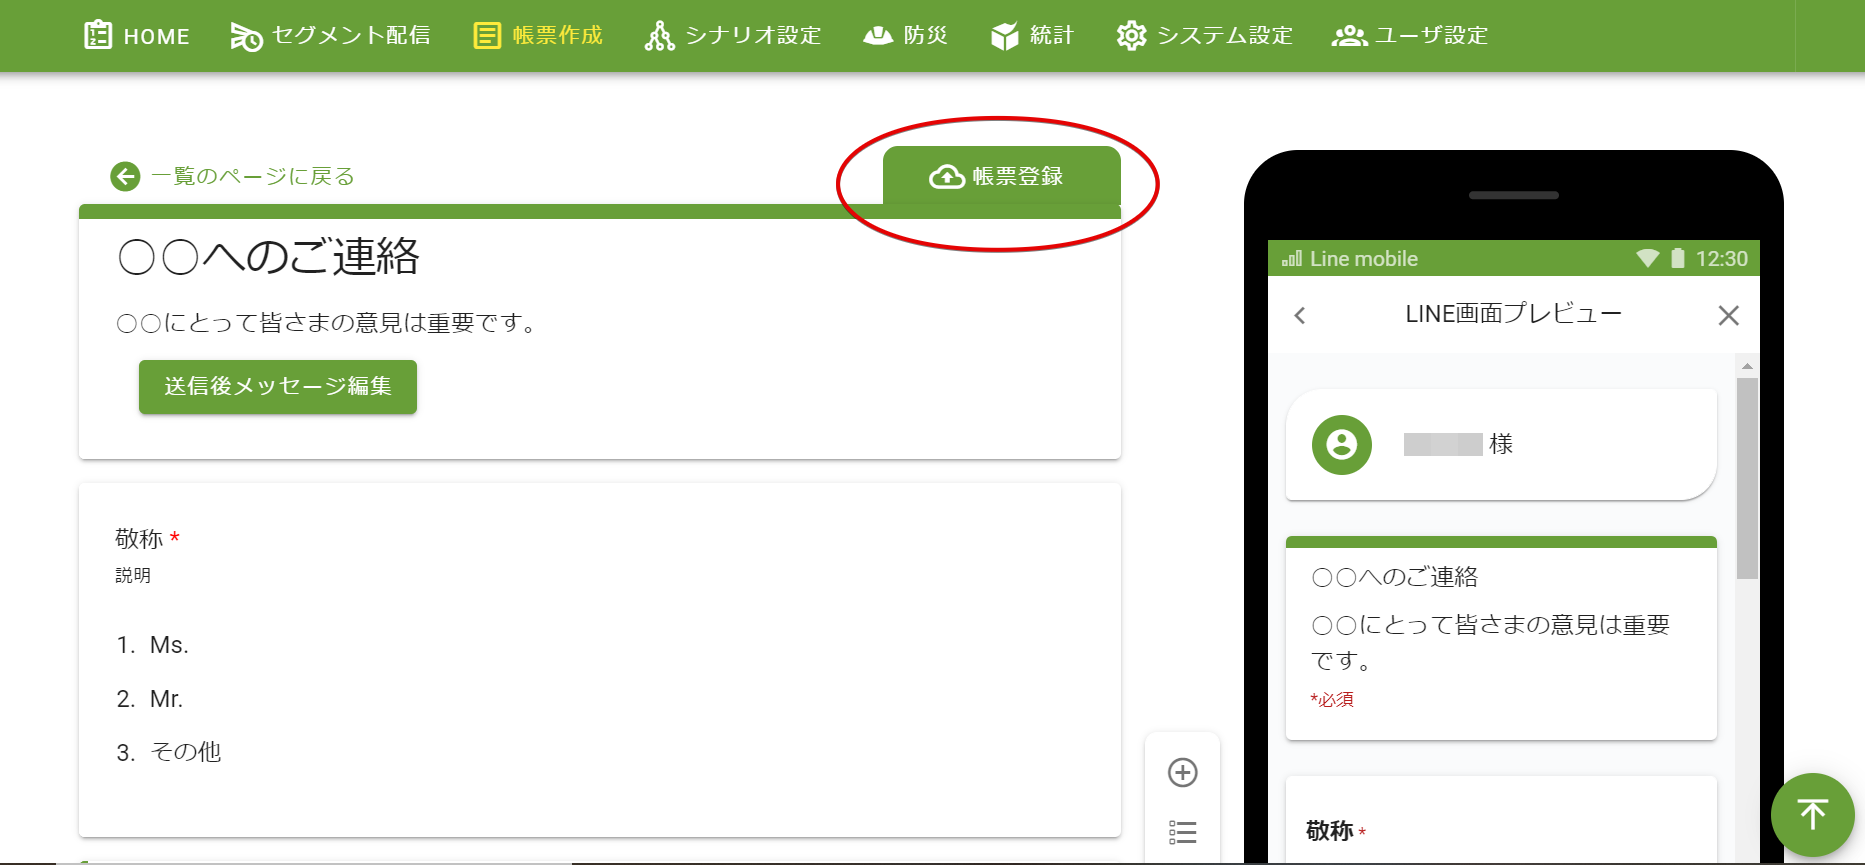 HOME セグメント配信 帳票作成 シナリオ設定 防災 統計 システム設定 ユーザ設定
一覧のページに戻る
帳票登録
○○へのご連絡
○○にとって皆さまの意見は重要です。
送信後メッセージ編集
敬称 *
説明
1. Ms.
2. Mr.
3. その他
Line mobile 12:30
LINE画面プレビュー
様
○○へのご連絡
○○にとって皆さまの意見は重要
です。
*必須
敬称 *